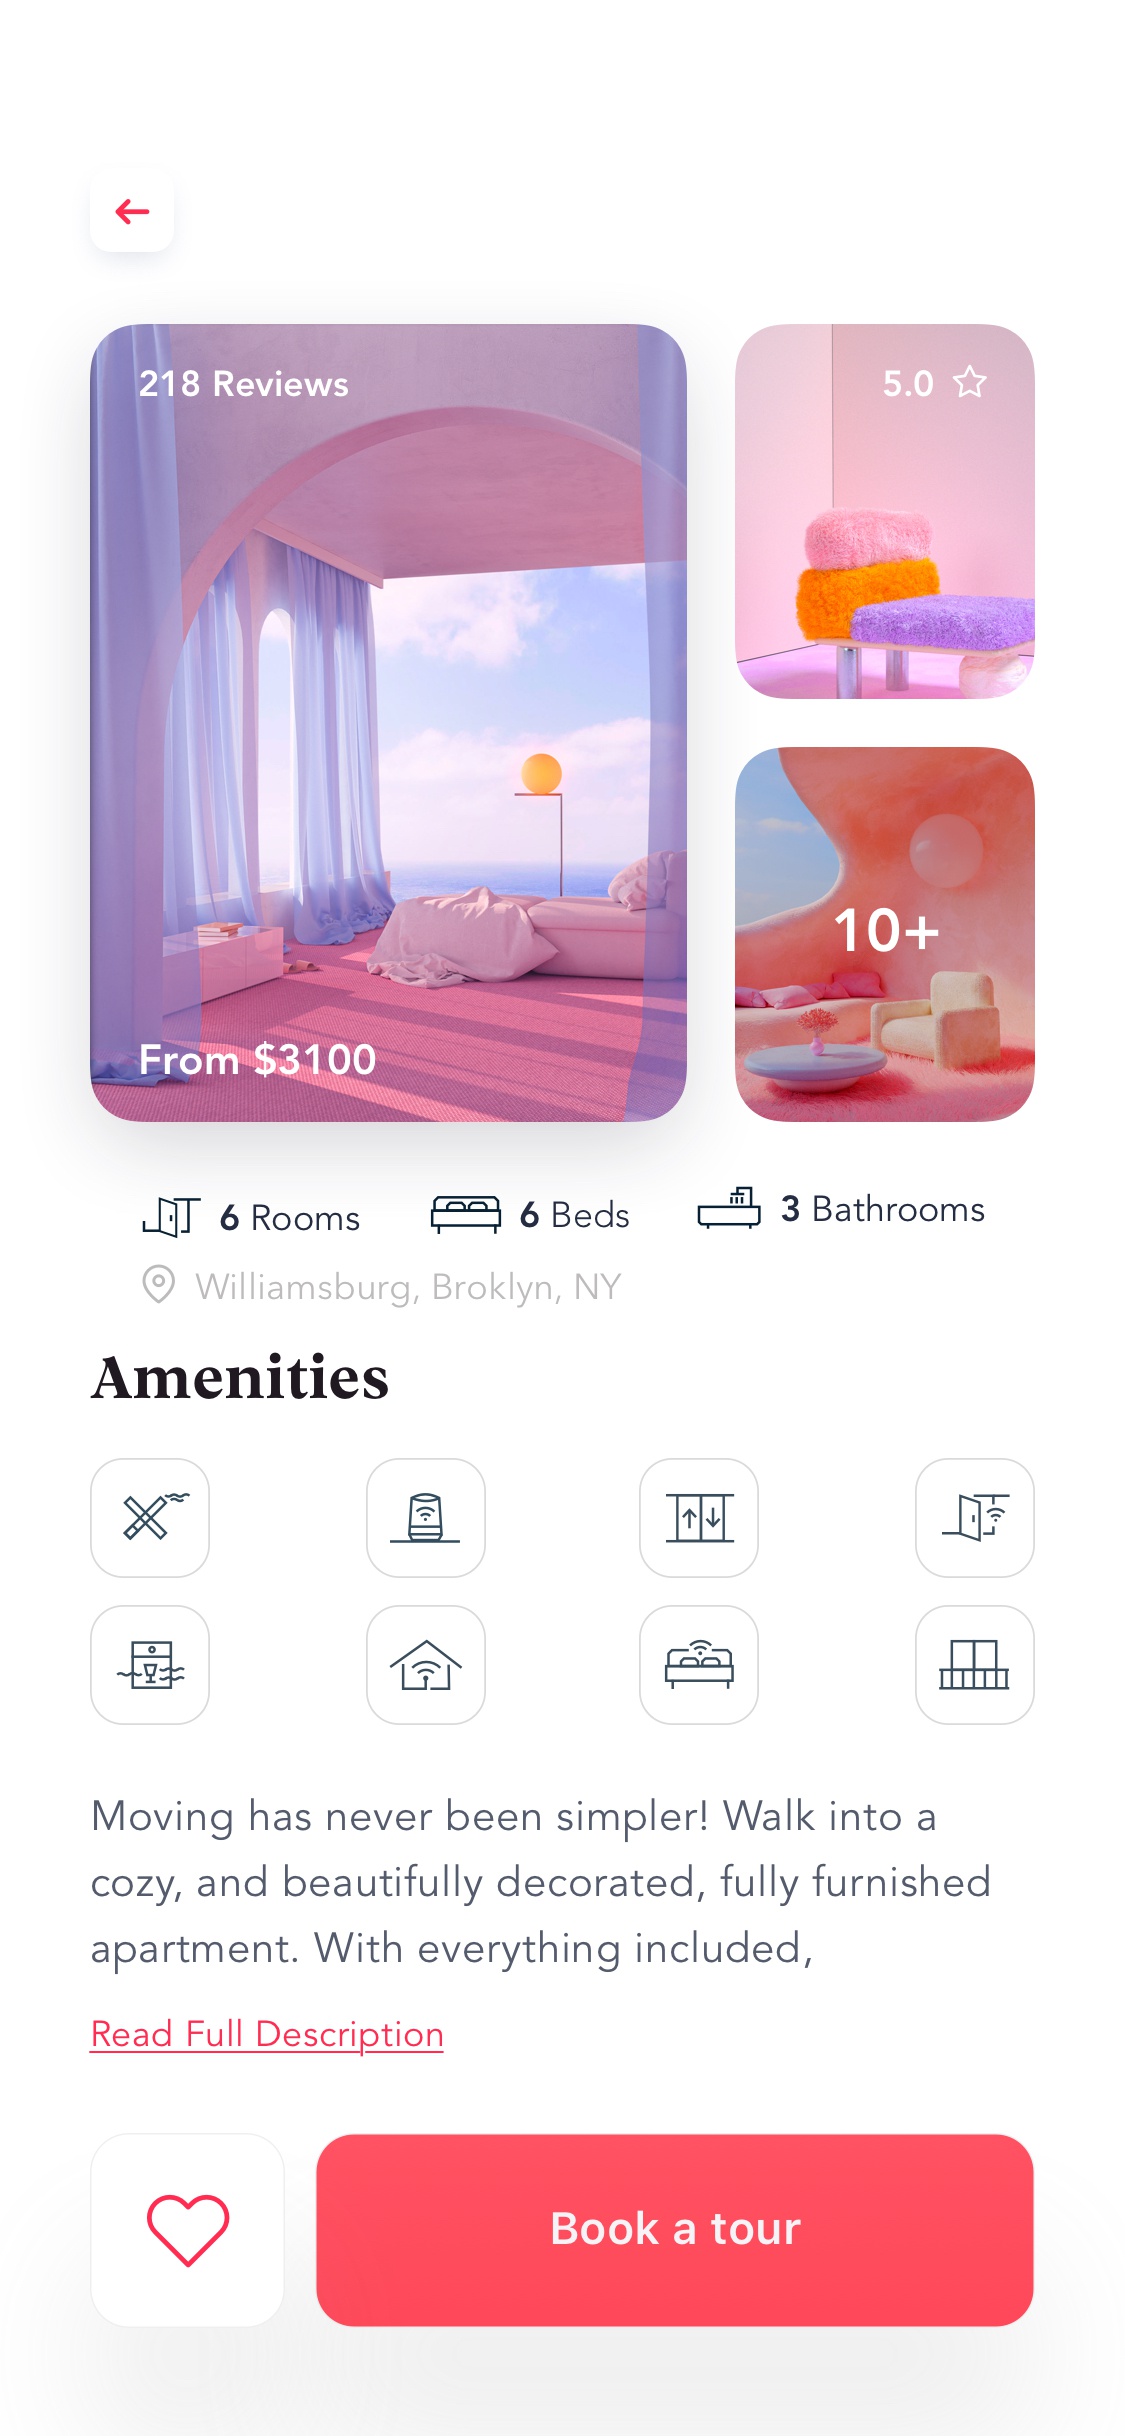 218 Reviews
5.0
10+
From $3100
6 Rooms
6 Beds
3 Bathrooms
Williamsburg, Broklyn, NY
Amenities
Moving has never been simpler! Walk into a
cozy, and beautifully decorated, fully furnished
apartment. With everything included,
Read Full Description
Book a tour